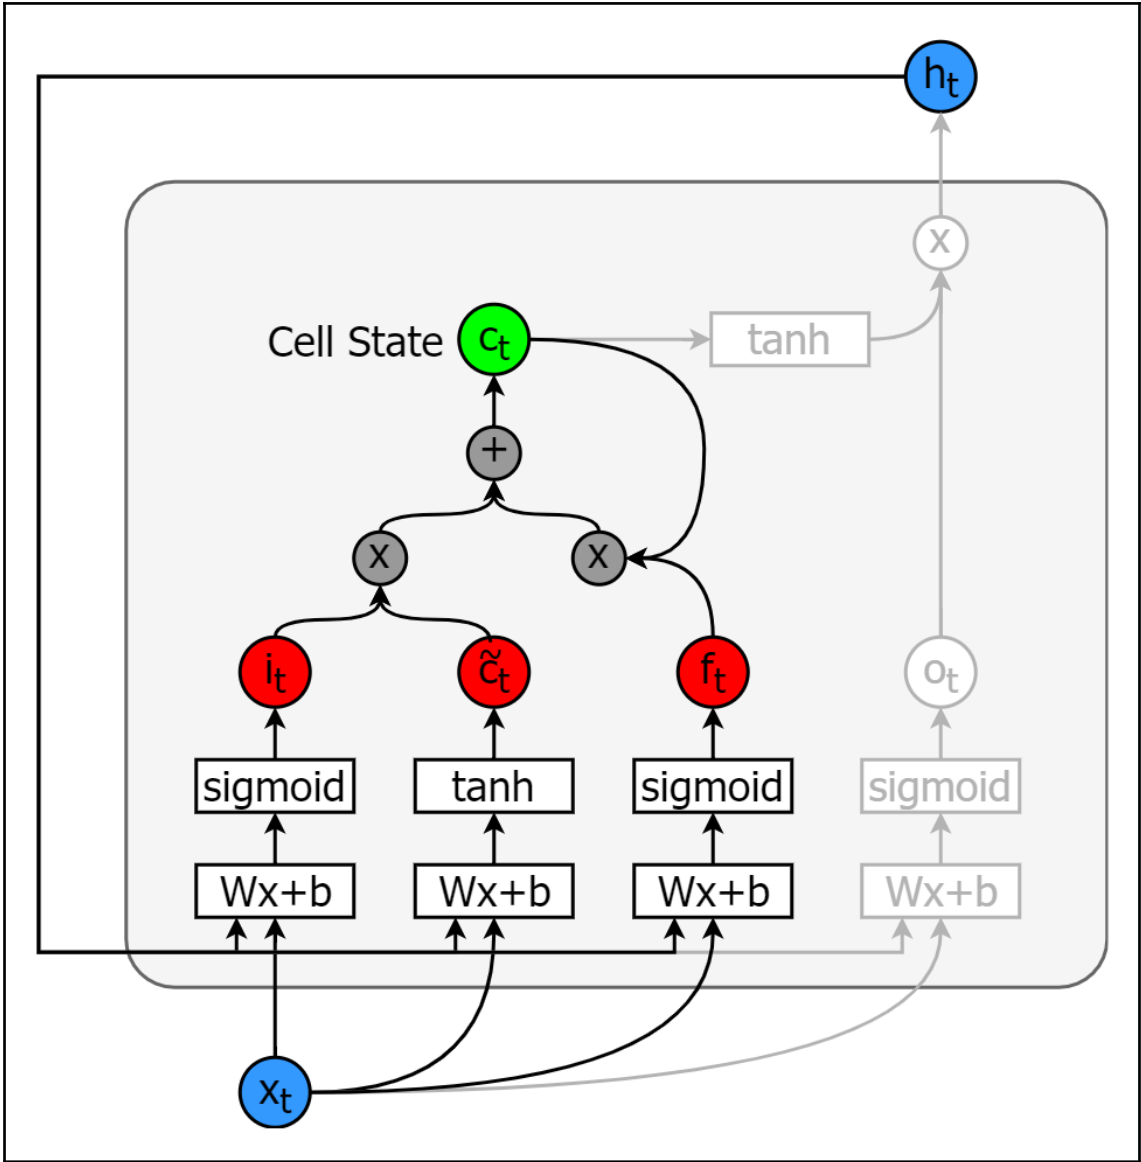 hₜ
x
Cell State cₜ tanh
+
x x
iₜ c̃ₜ fₜ oₜ
sigmoid tanh sigmoid sigmoid
Wx+b Wx+b Wx+b Wx+b
xₜ